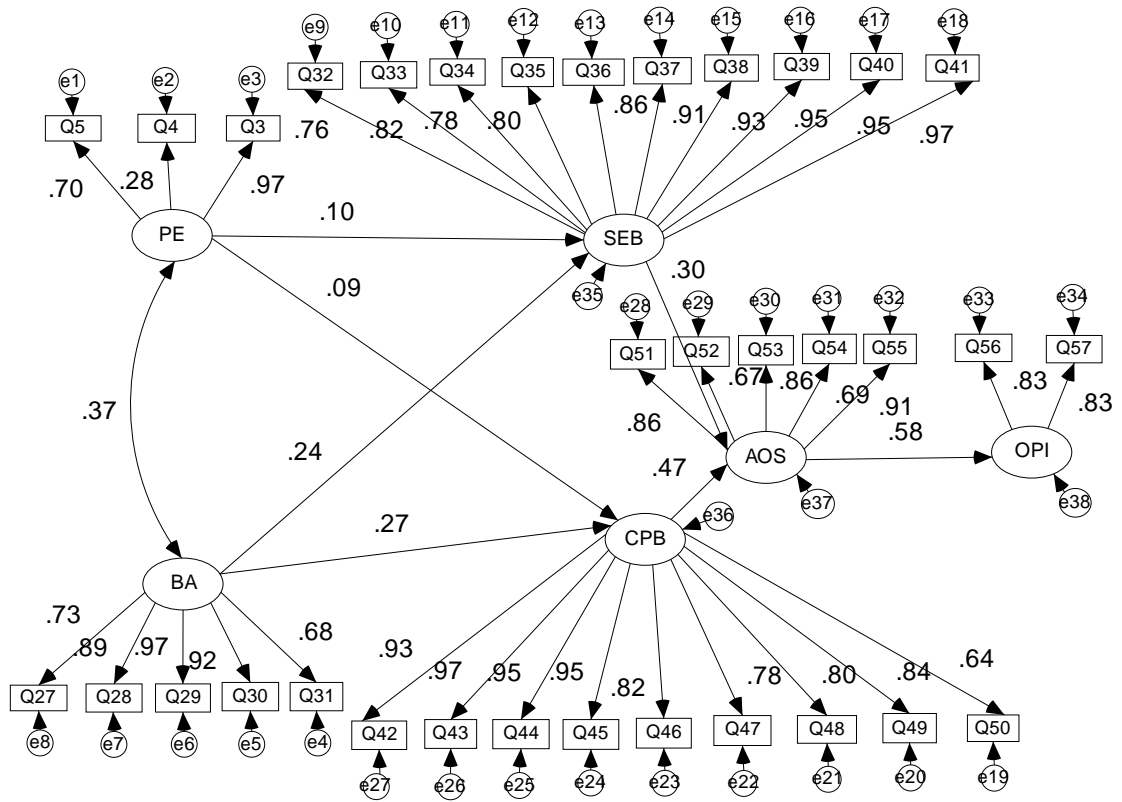 e9 e10 e11 e12 e13 e14 e15 e16 e17 e18
Q32 Q33 Q34 Q35 Q36 Q37 Q38 Q39 Q40 Q41
e1 e2 e3
Q5 Q4 Q3
.76 .82 .78 .80 .86 .91 .93 .95 .95 .97
.70 .28 .97
.10
PE SEB
.30
.09 e35
e28 e29 e30 e31 e32 e33 e34
Q51 Q52 Q53 Q54 Q55 Q56 Q57
.67 .86 .69 .91 .83 .83
.37 .86 .58
.24 .47 AOS OPI
e37 e38
.27 e36
CPB
BA
.73 .89 .97 .92 .68
.93 .97 .95 .95 .82 .78 .80 .84 .64
Q27 Q28 Q29 Q30 Q31
Q42 Q43 Q44 Q45 Q46 Q47 Q48 Q49 Q50
e8 e7 e6 e5 e4
e27 e26 e25 e24 e23 e22 e21 e20 e19